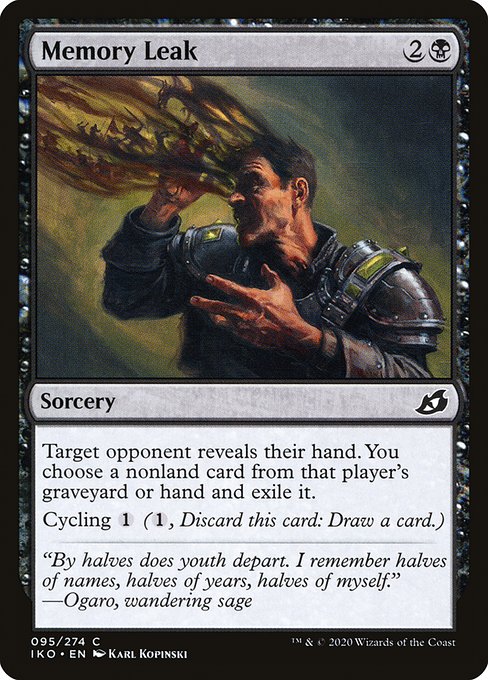 Memory Leak 2
Sorcery
Target opponent reveals their hand. You
choose a nonland card from that player's
graveyard or hand and exile it.
Cycling 1 (1, Discard this card: Draw a card.)
“By halves does youth depart. I remember halves
of names, halves of years, halves of myself.”
—Ogaro, wandering sage
095/274 C
IKO • EN Karl Kopinski
™ & © 2020 Wizards of the Coast